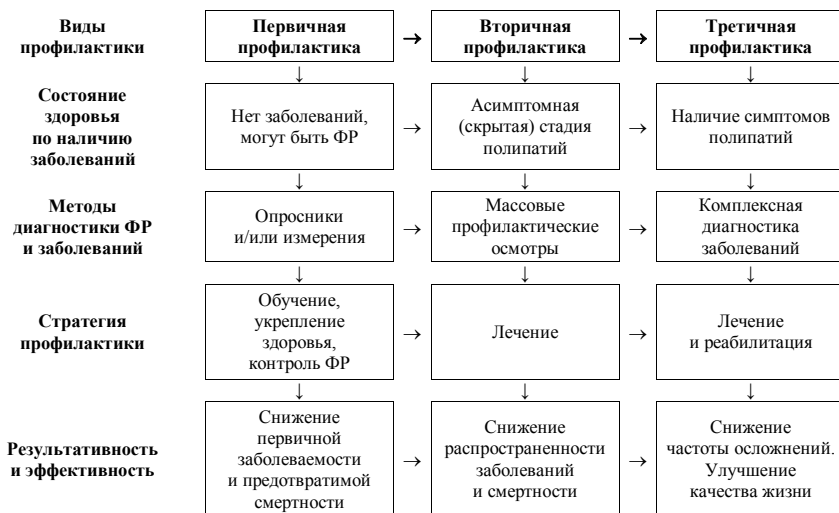 Виды
профилактики
Первичная
профилактика
→
Вторичная
профилактика
→
Третичная
профилактика
↓
↓
↓
Состояние
здоровья
по наличию
заболеваний
Нет заболеваний,
могут быть ФР
→
Асимптомная
(скрытая) стадия
полипатий
→
Наличие симптомов
полипатий
↓
↓
↓
Методы
диагностики ФР
и заболеваний
Опросники
и/или измерения
→
Массовые
профилактические
осмотры
→
Комплексная
диагностика
заболеваний
↓
↓
↓
Стратегия
профилактики
Обучение,
укрепление
здоровья,
контроль ФР
→
Лечение
→
Лечение
и реабилитация
↓
↓
↓
Результативность
и эффективность
Снижение
первичной
заболеваемости
и предотвратимой
смертности
→
Снижение
распространенности
заболеваний
и смертности
→
Снижение
частоты осложнений.
Улучшение
качества жизни